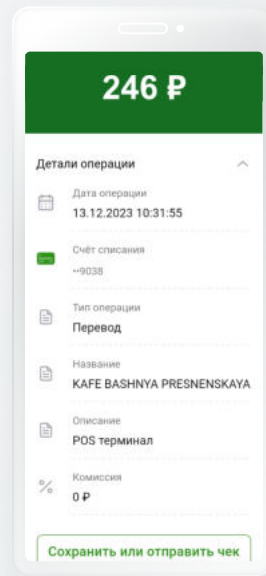 246 ₽
Детали операции
Дата операции
13.12.2023 10:31:55
Счёт списания
··9038
Тип операции
Перевод
Название
KAFE BASHNYA PRESNENSKAYA
Описание
POS терминал
Комиссия
0 ₽
Сохранить или отправить чек